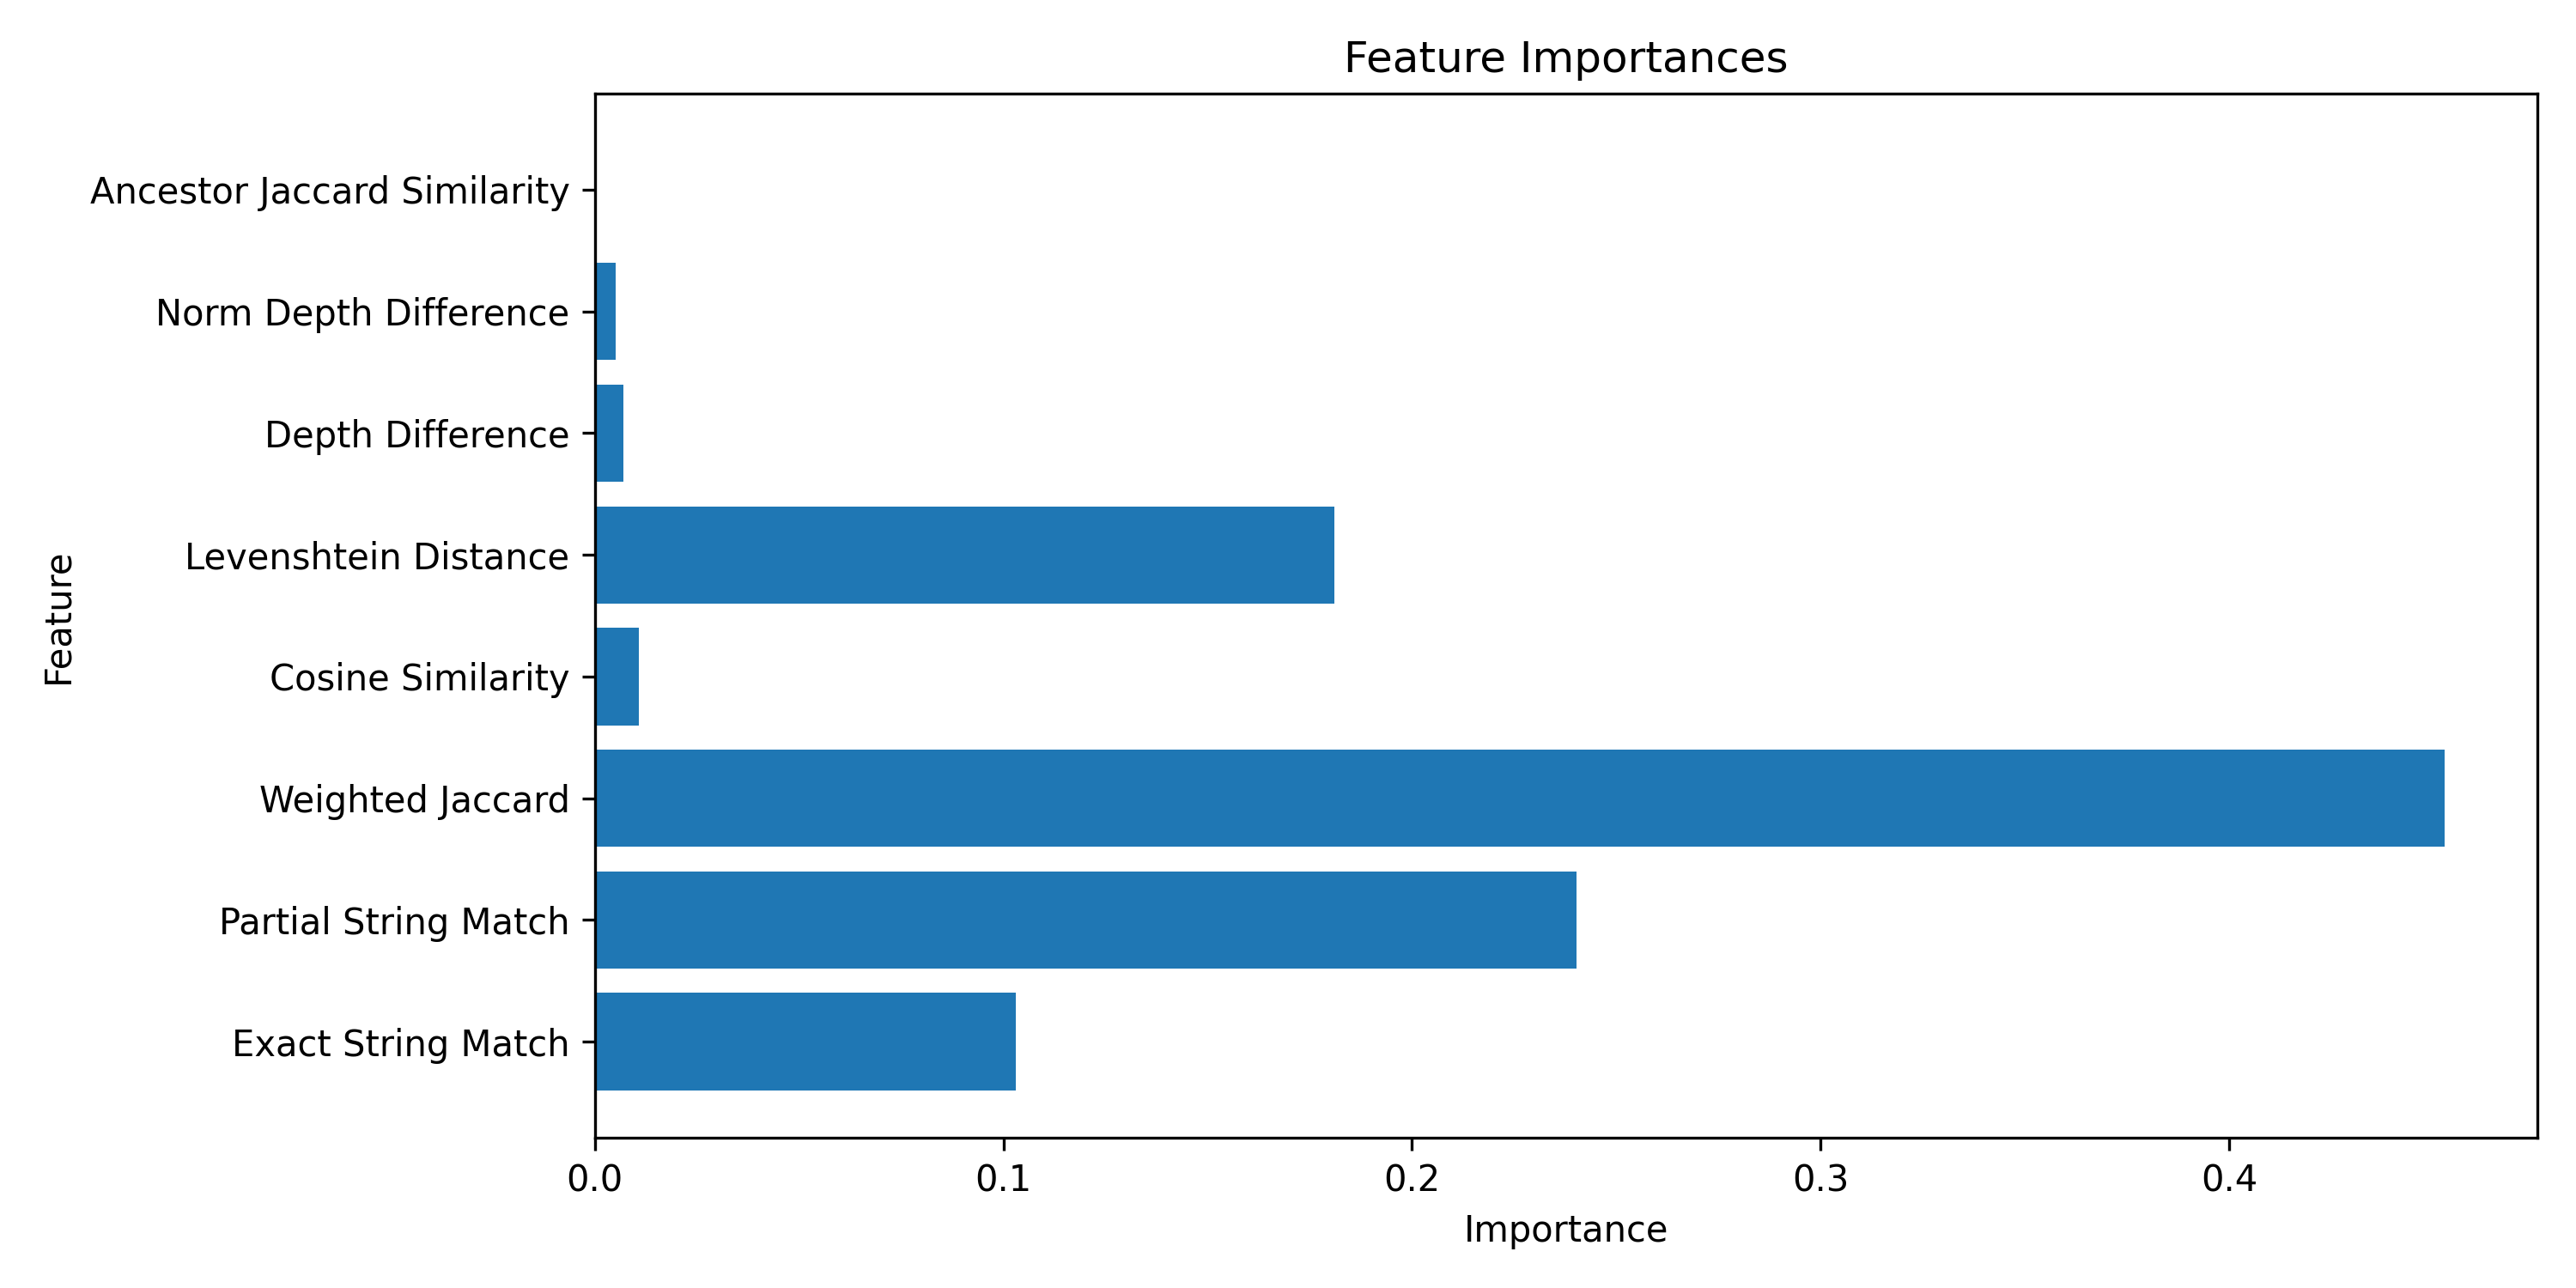 Feature Importances
Ancestor Jaccard Similarity
Norm Depth Difference
Depth Difference
Levenshtein Distance
Cosine Similarity
Weighted Jaccard
Partial String Match
Exact String Match
Feature
0.0 0.1 0.2 0.3 0.4
Importance